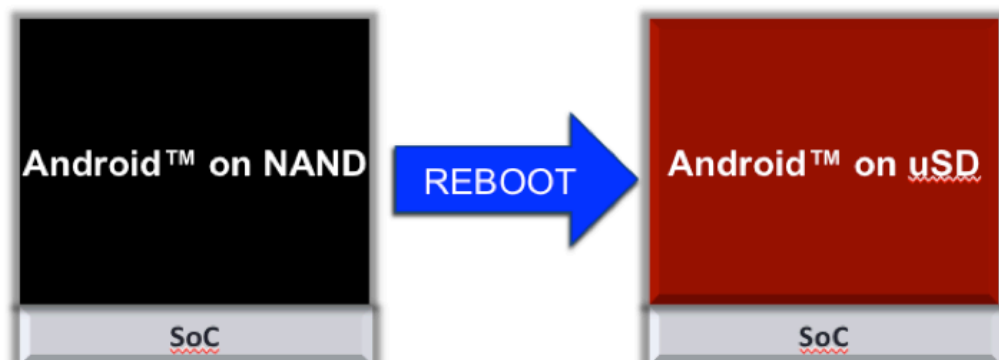 Android™ on NAND
REBOOT
Android™ on uSD
SoC
SoC